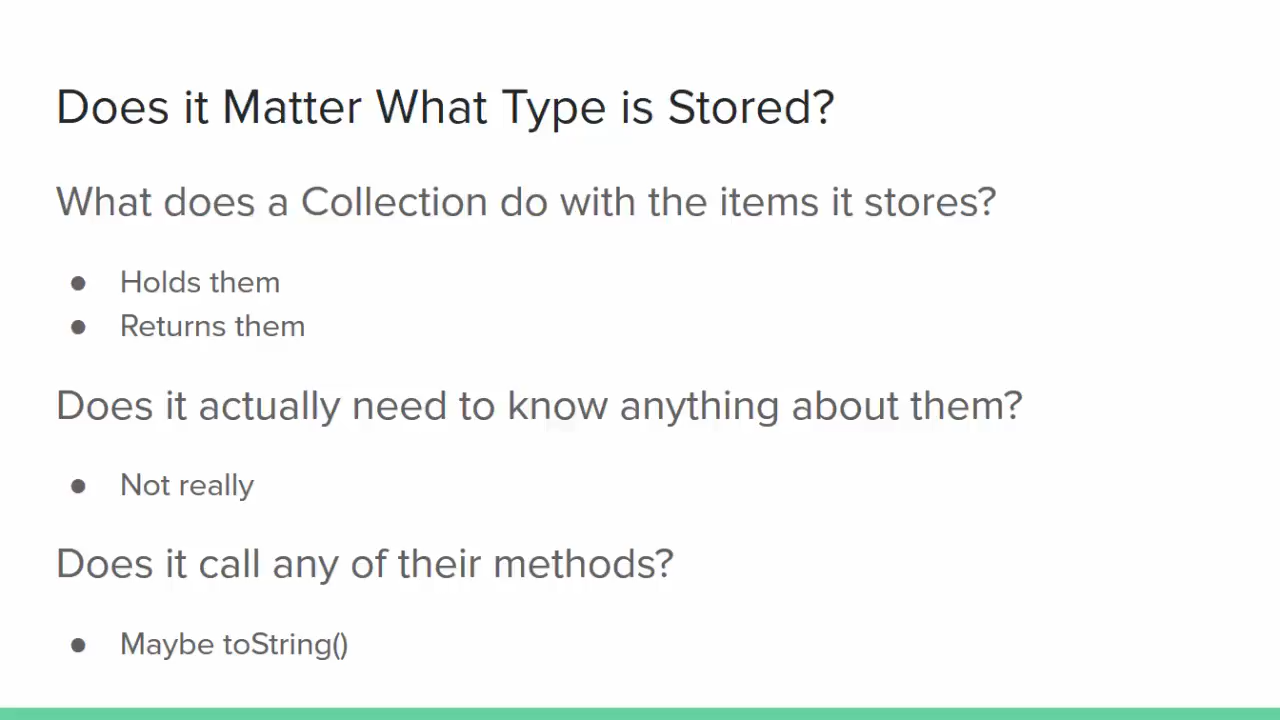 Does it Matter What Type is Stored?
What does a Collection do with the items it stores?
● Holds them
● Returns them
Does it actually need to know anything about them?
● Not really
Does it call any of their methods?
● Maybe toString()